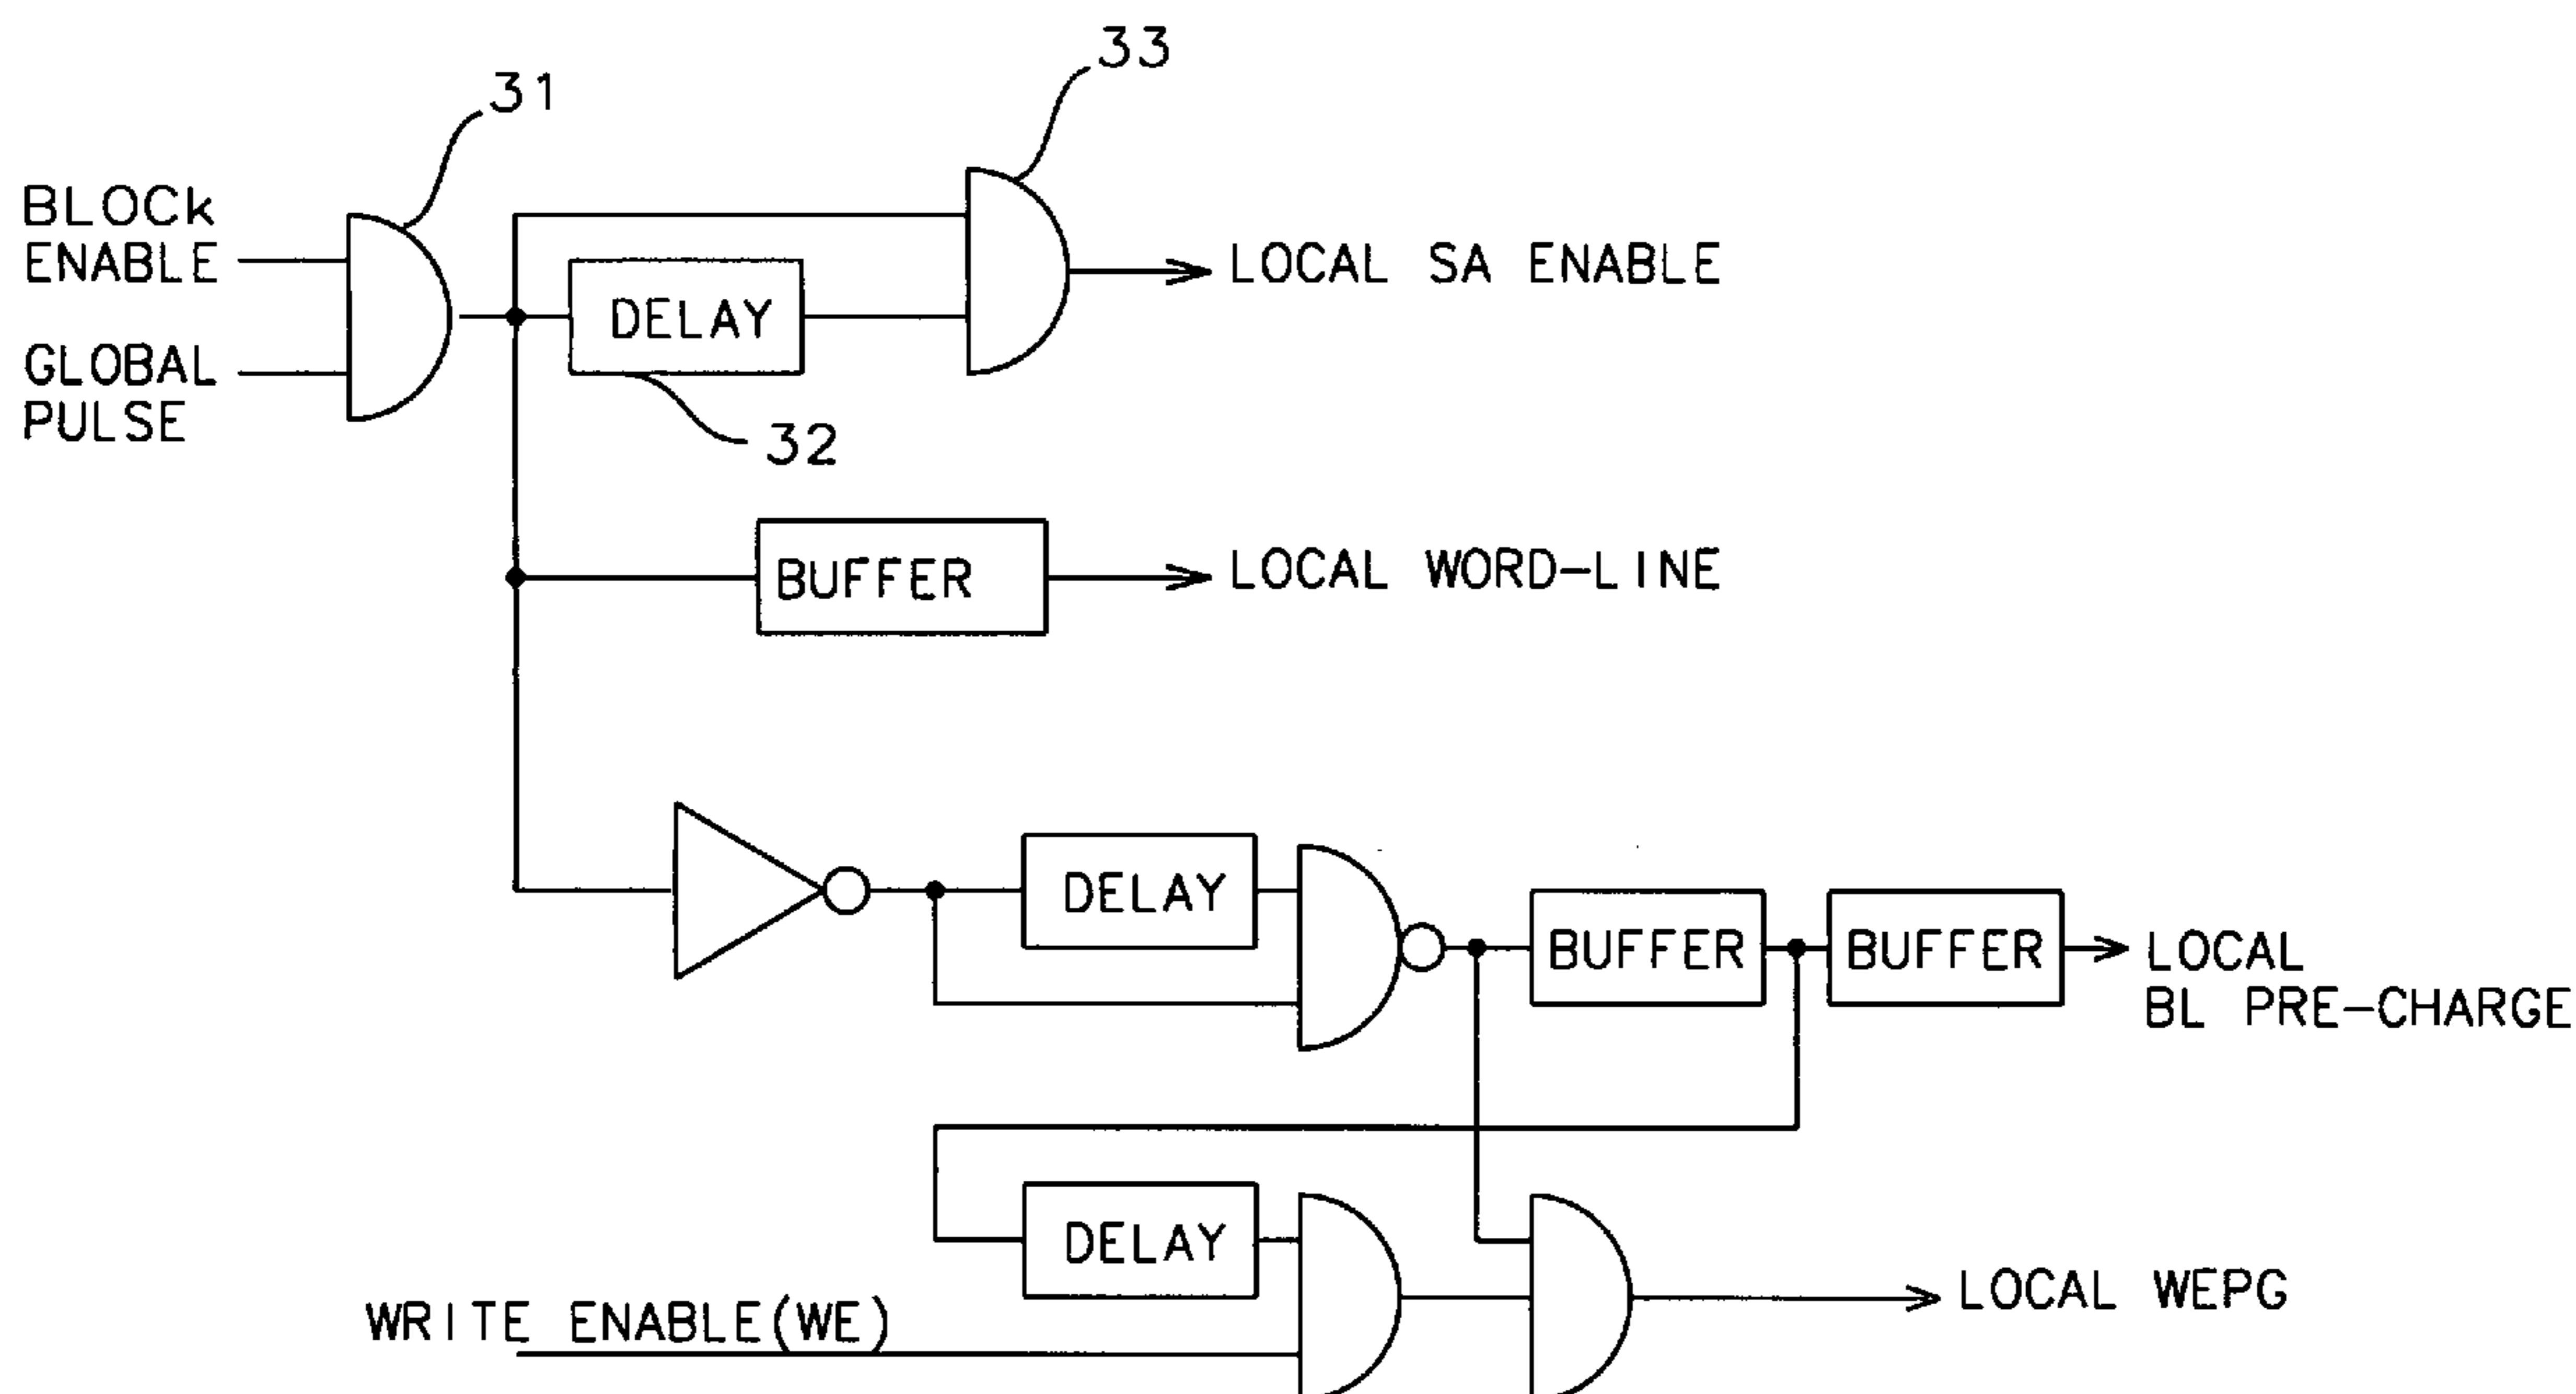 33
31
BLOCk
ENABLE
LOCAL SA ENABLE
DELAY
GLOBAL
PULSE
32
BUFFER
LOCAL WORD-LINE
DELAY
BUFFER
BUFFER
LOCAL
BL PRE-CHARGE
DELAY
LOCAL WEPG
WRITE ENABLE(WE)